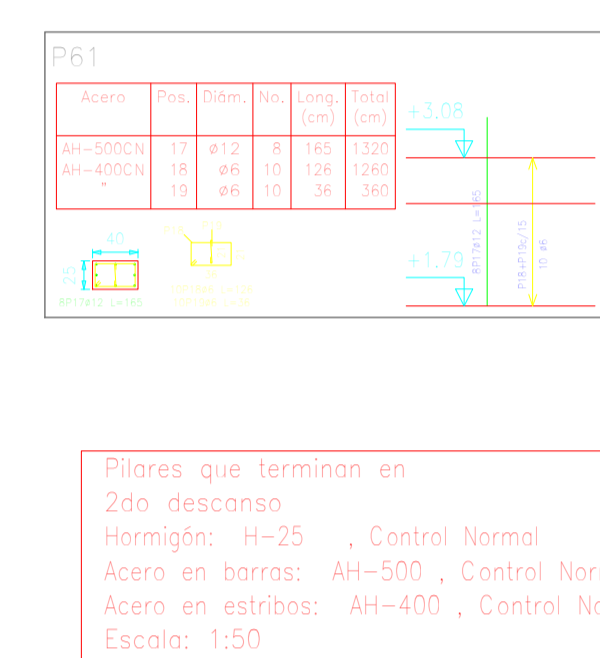 P61
Acero Pos. Diám. No. Long. (cm) Total (cm)
AH-500CN 17 ø12 8 165 1320
AH-400CN 18 ø6 10 126 1260
" 19 ø6 10 36 360
+3.08
40
25
8P17ø12 L=165
+1.79
8P17ø12 L=165
P18+P19c/15
10 ø6
Pilares que terminan en
2do descanso
Hormigón: H-25 , Control Normal
Acero en barras: AH-500 , Control Nor
Acero en estribos: AH-400 , Control No
Escala: 1:50